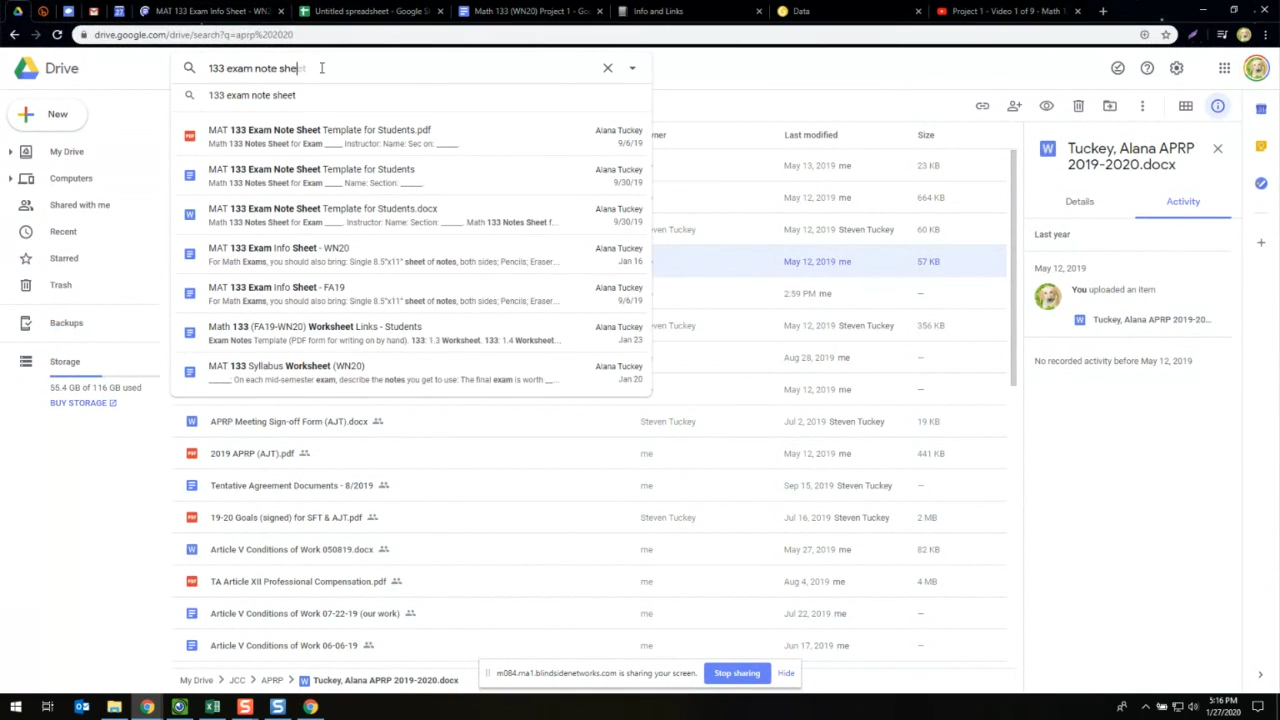 MAT 133 Exam Info Sheet - WN2
Untitled spreadsheet - Google S
Math 133 (WN20) Project 1 - Go
Info and Links
Data
Project 1 - Video 1 of 9 - Math 1
drive.google.com/drive/search?q=aprp%202020
Drive
133 exam note sheet
133 exam note sheet
New
My Drive
Computers
Shared with me
Recent
Starred
Trash
Backups
Storage
55.4 GB of 116 GB used
BUY STORAGE
MAT 133 Exam Note Sheet Template for Students.pdf
Alana Tuckey
Math 133 Notes Sheet for Exam ____ Instructor: Name: Sec on: _____.
9/6/19
MAT 133 Exam Note Sheet Template for Students
Alana Tuckey
Math 133 Notes Sheet for Exam ____ Name: Section: _____.
9/30/19
MAT 133 Exam Note Sheet Template for Students.docx
Alana Tuckey
Math 133 Notes Sheet for Exam ____. Instructor: Name: Section: _____. Math 133 Notes Sheet f...
9/30/19
MAT 133 Exam Info Sheet - WN20
Alana Tuckey
For Math Exams, you should also bring: Single 8.5"x11" sheet of notes, both sides; Pencils; Eraser...
Jan 16
MAT 133 Exam Info Sheet - FA19
Alana Tuckey
For Math Exams, you should also bring: Single 8.5"x11" sheet of notes, both sides; Pencils; Eraser...
9/6/19
Math 133 (FA19-WN20) Worksheet Links - Students
Alana Tuckey
Exam Notes Template (PDF form for writing on by hand). 133: 1.3 Worksheet. 133: 1.4 Worksheet...
Jan 23
MAT 133 Syllabus Worksheet (WN20)
Alana Tuckey
______ On each mid-semester exam, describe the notes you get to use: The final exam is worth __...
Jan 20
wner
Last modified
Size
May 13, 2019 me
23 KB
May 12, 2019 me
664 KB
even Tuckey
May 12, 2019 Steven Tuckey
60 KB
May 12, 2019 me
57 KB
2:59 PM me
–
even Tuckey
May 12, 2019 Steven Tuckey
356 KB
Aug 28, 2019 me
–
May 12, 2019 me
–
APRP Meeting Sign-off Form (AJT).docx
Steven Tuckey
Jul 2, 2019 Steven Tuckey
19 KB
2019 APRP (AJT).pdf
me
May 12, 2019 me
441 KB
Tentative Agreement Documents - 8/2019
me
Sep 15, 2019 Steven Tuckey
–
19-20 Goals (signed) for SFT & AJT.pdf
Steven Tuckey
Jul 16, 2019 Steven Tuckey
2 MB
Article V Conditions of Work 050819.docx
me
May 27, 2019 me
82 KB
TA Article XII Professional Compensation.pdf
me
Aug 4, 2019 me
4 MB
Article V Conditions of Work 07-22-19 (our work)
me
Jul 22, 2019 me
–
Article V Conditions of Work 06-06-19
me
Jun 17, 2019 me
–
Tuckey, Alana APRP
2019-2020.docx
Details
Activity
Last year
May 12, 2019
You uploaded an item
Tuckey, Alana APRP 2019-20...
No recorded activity before May 12, 2019
m084.rna1.blindsidenetworks.com is sharing your screen.
Stop sharing
Hide
My Drive > JCC > APRP > Tuckey, Alana APRP 2019-2020.docx
5:16 PM
1/27/2020